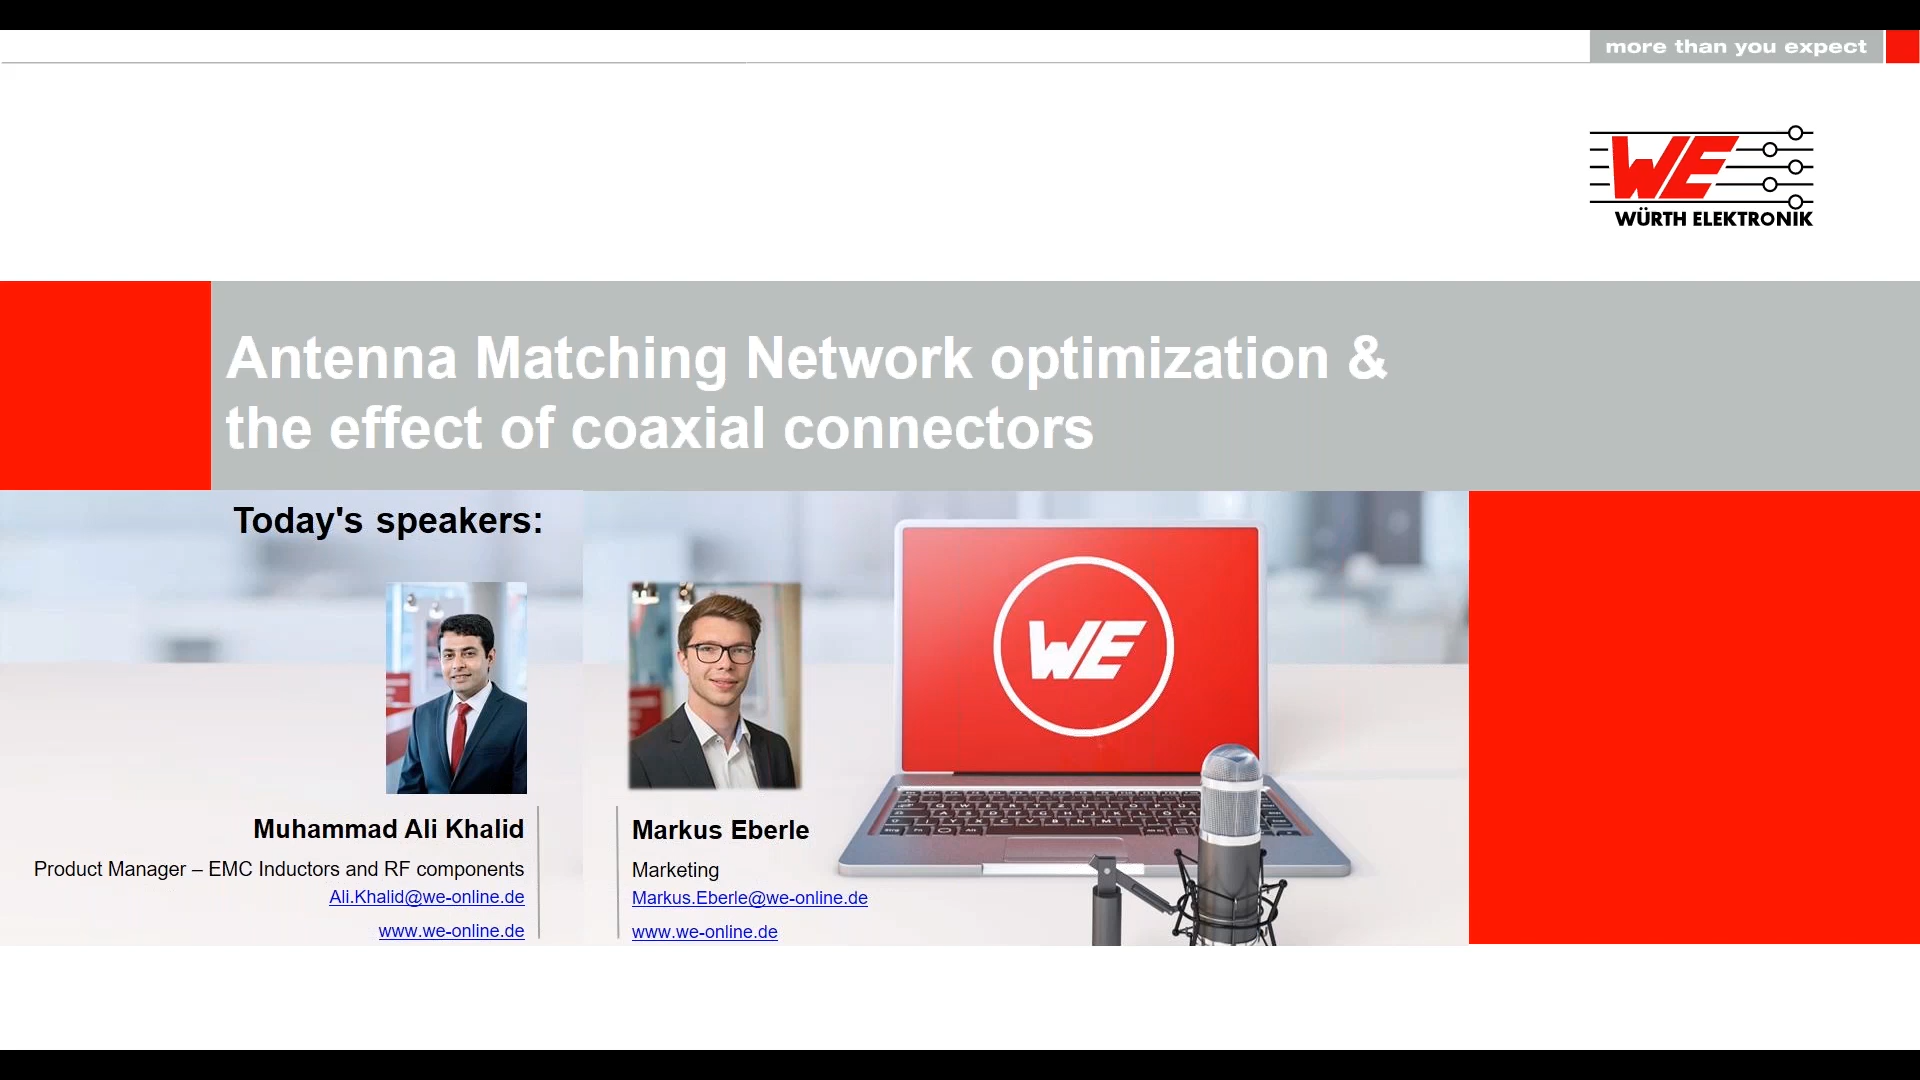 more than you expect
WE
WÜRTH ELEKTRONIK
Antenna Matching Network optimization &
the effect of coaxial connectors
Today's speakers:
WE
Muhammad Ali Khalid
Product Manager – EMC Inductors and RF components
Ali.Khalid@we-online.de
www.we-online.de
Markus Eberle
Marketing
Markus.Eberle@we-online.de
www.we-online.de